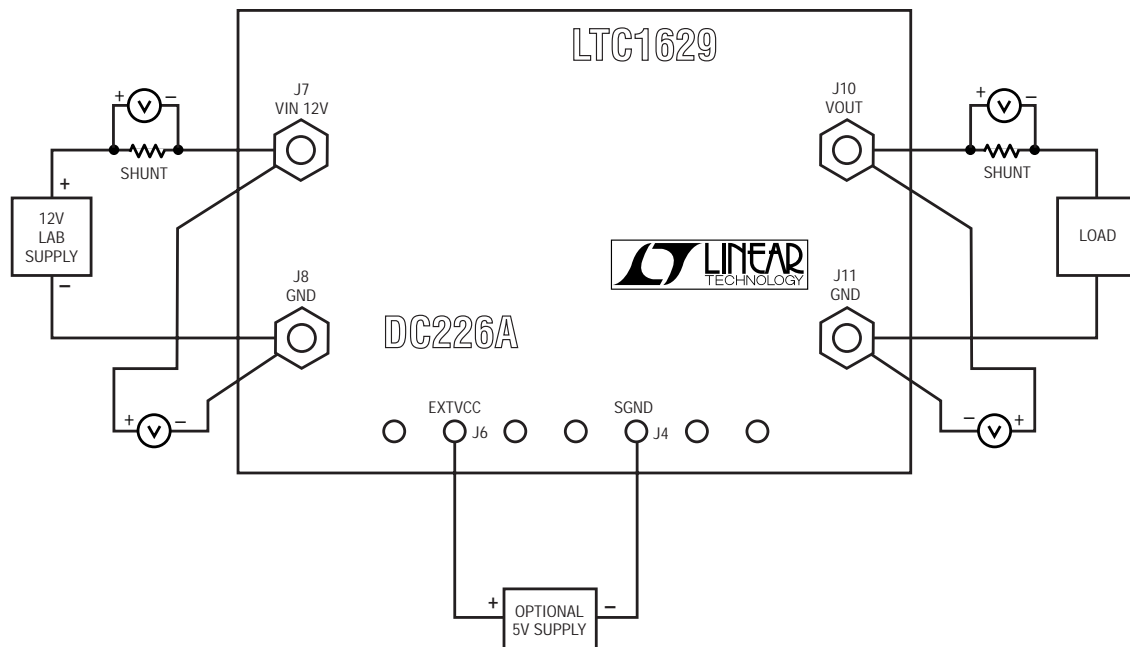 LTC1629
J7
VIN 12V
J10
VOUT
+
V
–
+
V
–
SHUNT
SHUNT
+
12V
LAB
SUPPLY
–
LOAD
LINEAR
TECHNOLOGY
J8
GND
J11
GND
DC226A
EXTVCC
SGND
J6
J4
+
V
–
–
V
+
+
OPTIONAL
5V SUPPLY
–